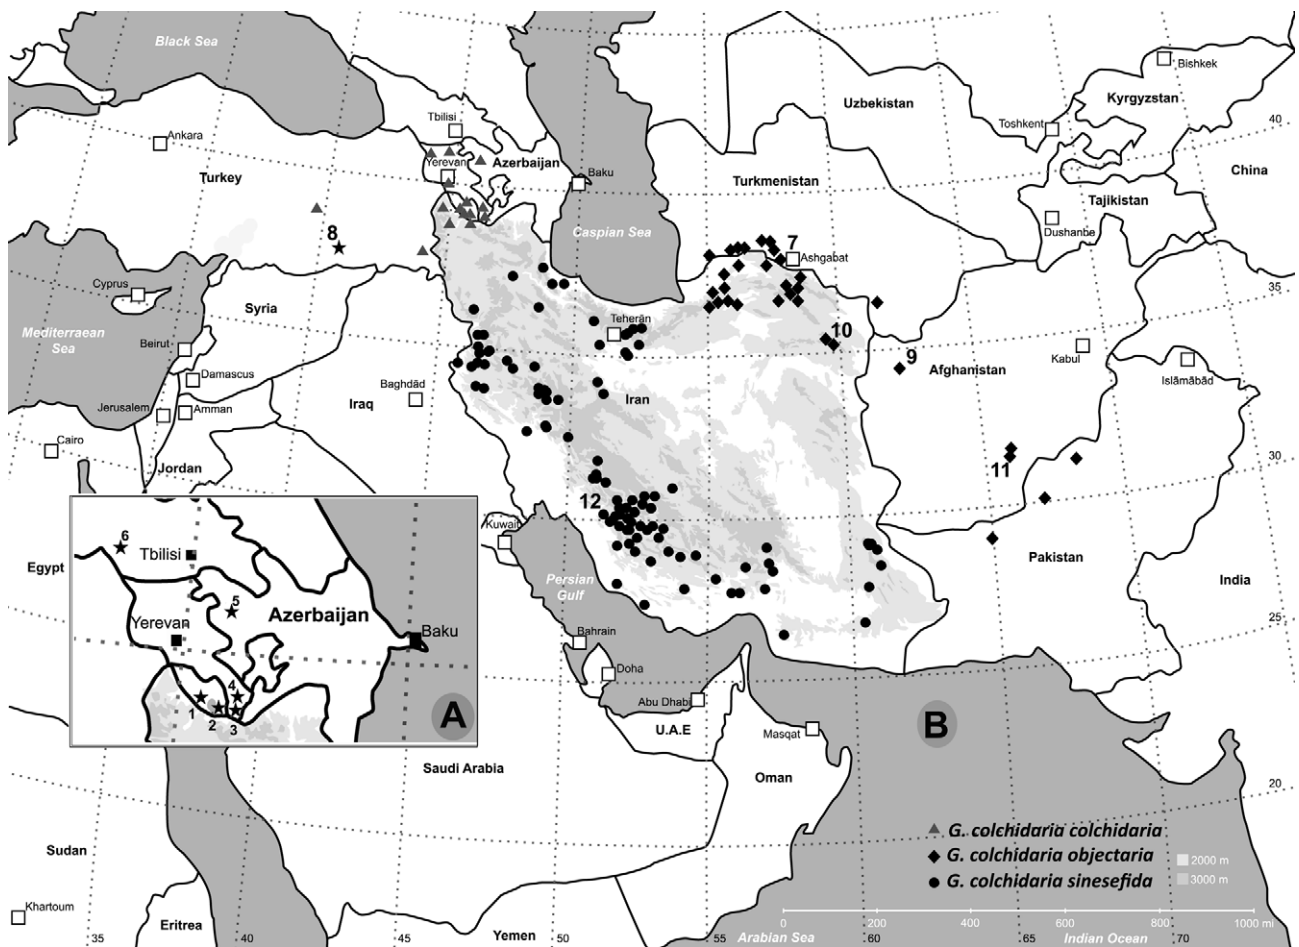 Black Sea
Bishkek
Kyrgyzstan
Uzbekistan
40
Toshkent
Tbilisi
Ankara
China
Yerevan
Azerbaijan
Baku
Turkey
Turkmenistan
Tajikistan
Dushanbe
8
Caspian Sea
7
Ashgabat
Cyprus
35
Syria
Teherān
10
Mediterraean
Sea
Beirut
9
Kabul
Afghanistan
Islāmābād
Damascus
Baghdād
Iraq
Iran
Jerusalem
Amman
Cairo
30
Jordan
11
12
Kuwait
6
Tbilisi
Egypt
Persian
Gulf
Pakistan
India
5
Azerbaijan
Yerevan
Baku
25
Bahrain
Doha
4
1
2
3
A
Abu Dhabi
B
U.A.E
Masqat
Saudi Arabia
Oman
20
G. colchidaria colchidaria
Sudan
G. colchidaria objectaria
2000 m
G. colchidaria sinesefida
3000 m
Khartoum
0 200 400 600 800 1000 mi
Eritrea
Yemen
35 40 45 50 55 60 65 70
Arabian Sea
Indian Ocean